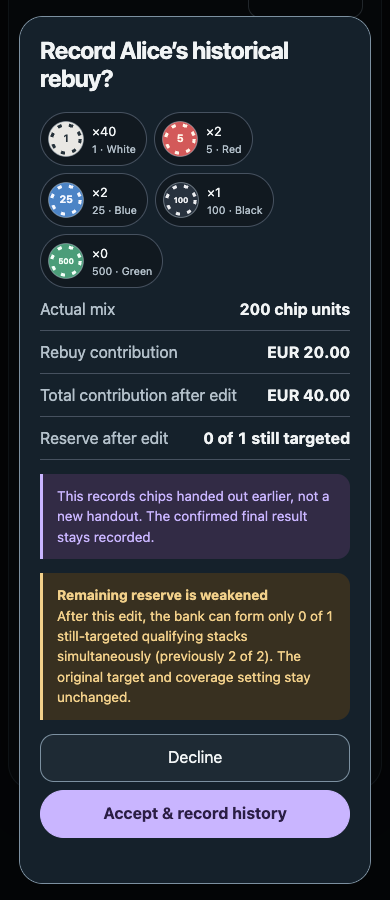 Record Alice’s historical
rebuy?
1 ×40
1 · White
5 ×2
5 · Red
25 ×2
25 · Blue
100 ×1
100 · Black
500 ×0
500 · Green
Actual mix 200 chip units
Rebuy contribution EUR 20.00
Total contribution after edit EUR 40.00
Reserve after edit 0 of 1 still targeted
This records chips handed out earlier, not a
new handout. The confirmed final result
stays recorded.
Remaining reserve is weakened
After this edit, the bank can form only 0 of 1
still-targeted qualifying stacks
simultaneously (previously 2 of 2). The
original target and coverage setting stay
unchanged.
Decline
Accept & record history